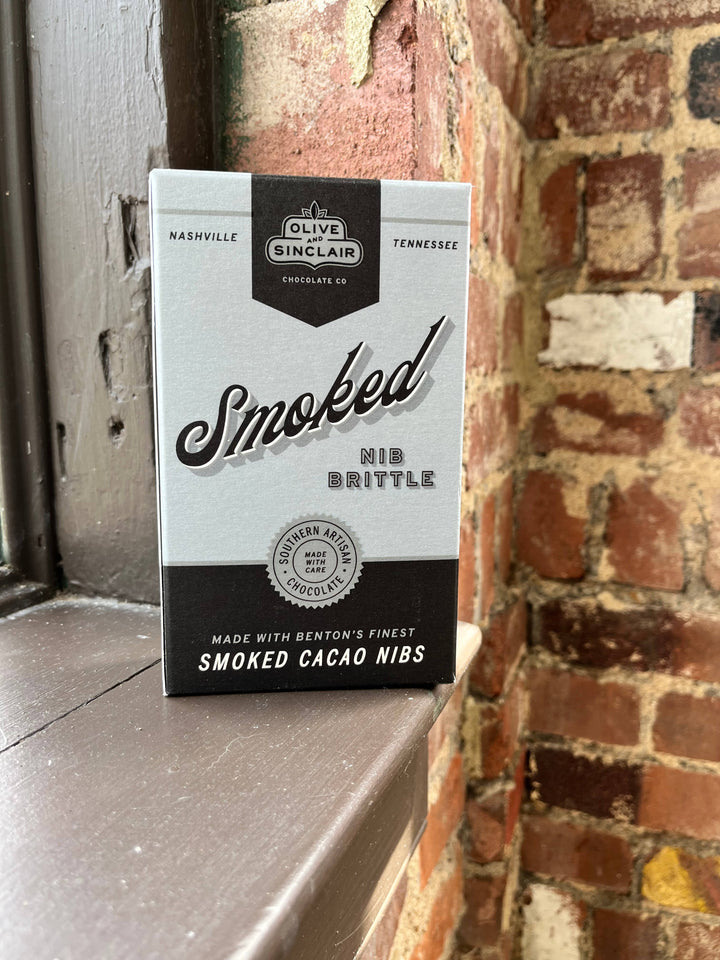 OLIVE
AND
SINCLAIR
CHOCOLATE CO
NASHVILLE
TENNESSEE
Smoked
NIB
BRITTLE
SOUTHERN ARTISAN
MADE
WITH
CARE
CHOCOLATE
MADE WITH BENTON'S FINEST
SMOKED CACAO NIBS